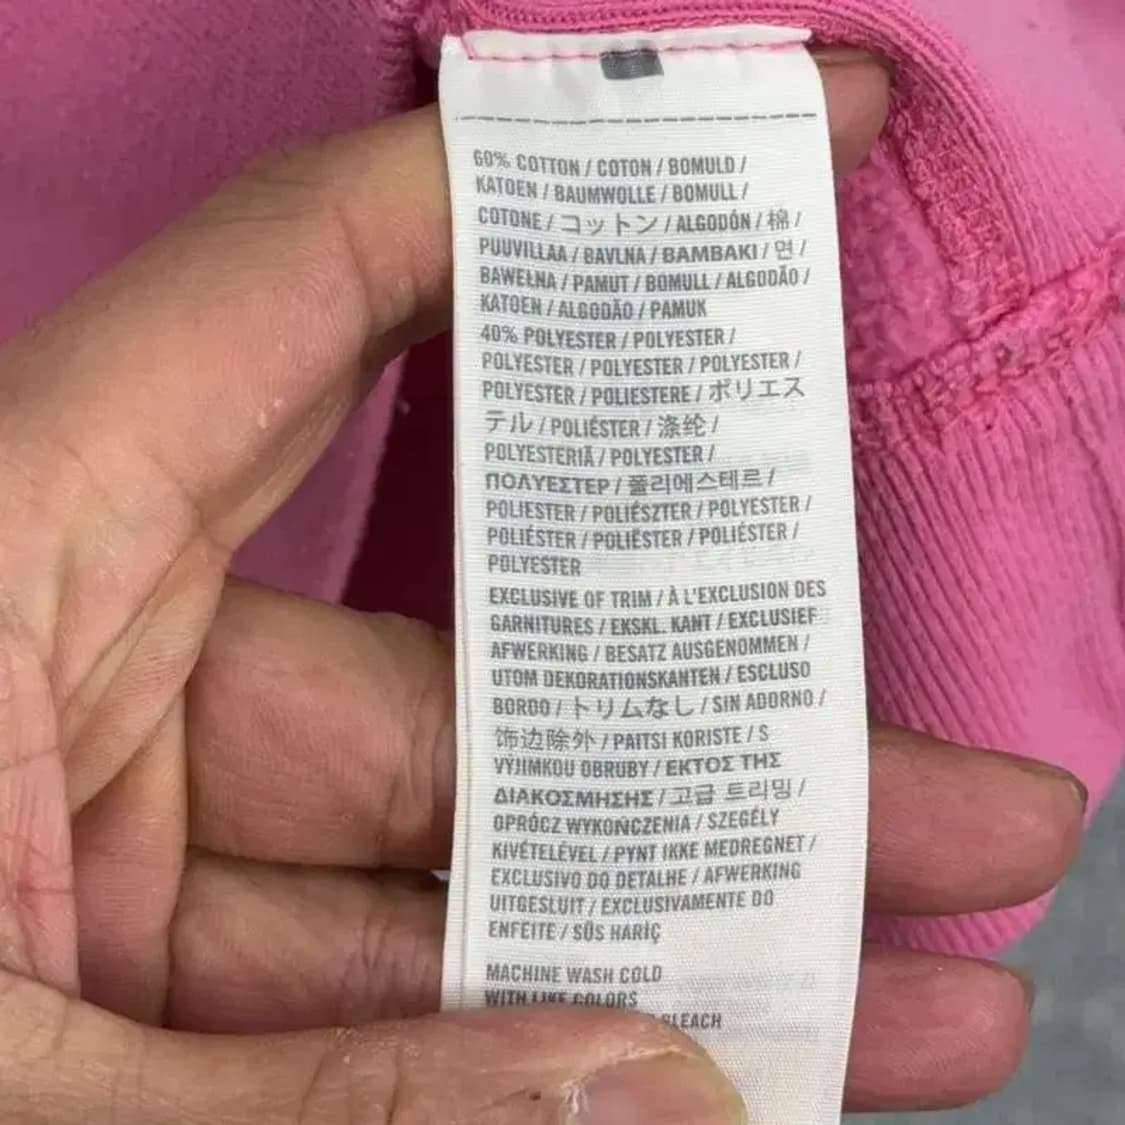 60% COTTON / COTON / BOMULD /
KATOEN / BAUMWOLLE / BOMULL /
COTONE / コットン / ALGODÓN / 棉 /
PUUVILLAA / BAVLNA / BAMBAKI / 면 /
BAWEŁNA / PAMUT / BOMULL / ALGODÃO /
KATOEN / ALGODÃO / PAMUK
40% POLYESTER / POLYESTER /
POLYESTER / POLYESTER / POLYESTER /
POLYESTER / POLIESTERE / ポリエス
テル / POLIÉSTER / 涤纶 /
POLYESTERIÄ / POLYESTER /
ΠΟΛΥΕΣΤΕΡ / 폴리에스테르 /
POLIESTER / POLIÉSZTER / POLYESTER /
POLIÉSTER / POLIËSTER / POLIÉSTER /
POLYESTER
EXCLUSIVE OF TRIM / À L'EXCLUSION DES
GARNITURES / EKSKL. KANT / EXCLUSIEF
AFWERKING / BESATZ AUSGENOMMEN /
UTOM DEKORATIONSKANTEN / ESCLUSO
BORDO / トリムなし / SIN ADORNO /
饰边除外 / PAITSI KORISTE / S
VÝJIMKOU OBRUBY / ΕΚΤΟΣ ΤΗΣ
ΔΙΑΚΟΣΜΗΣΗΣ / 고급 트리밍 /
OPRÓCZ WYKOŃCZENIA / SZEGÉLY
KIVÉTELÉVEL / PYNT IKKE MEDREGNET /
EXCLUSIVO DO DETALHE / AFWERKING
UITGESLUIT / EXCLUSIVAMENTE DO
ENFEITE / SÜS HARİÇ
MACHINE WASH COLD
WITH LIKE COLORS
BLEACH